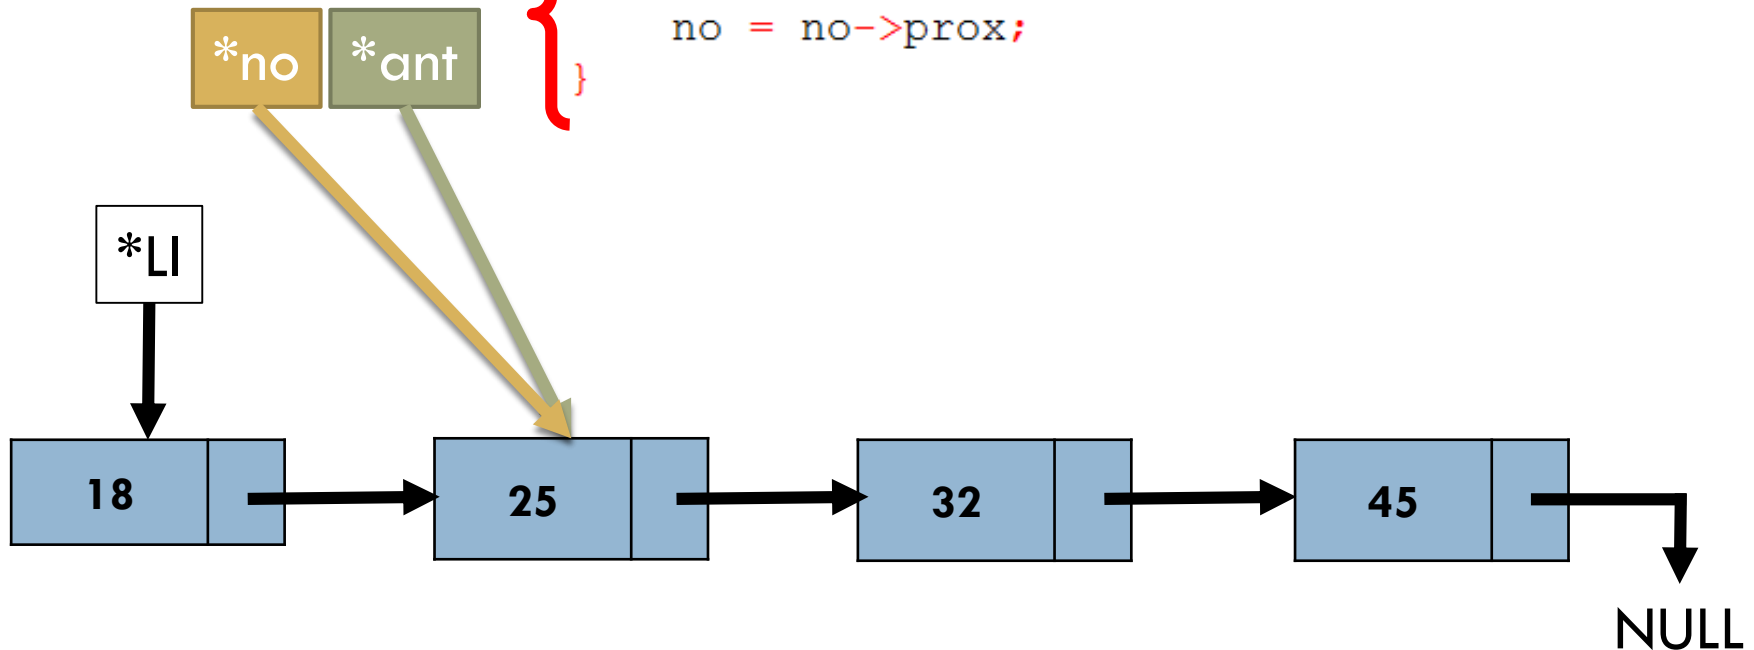 *no *ant
no = no->prox;
}
*LI
18 25 32 45
NULL